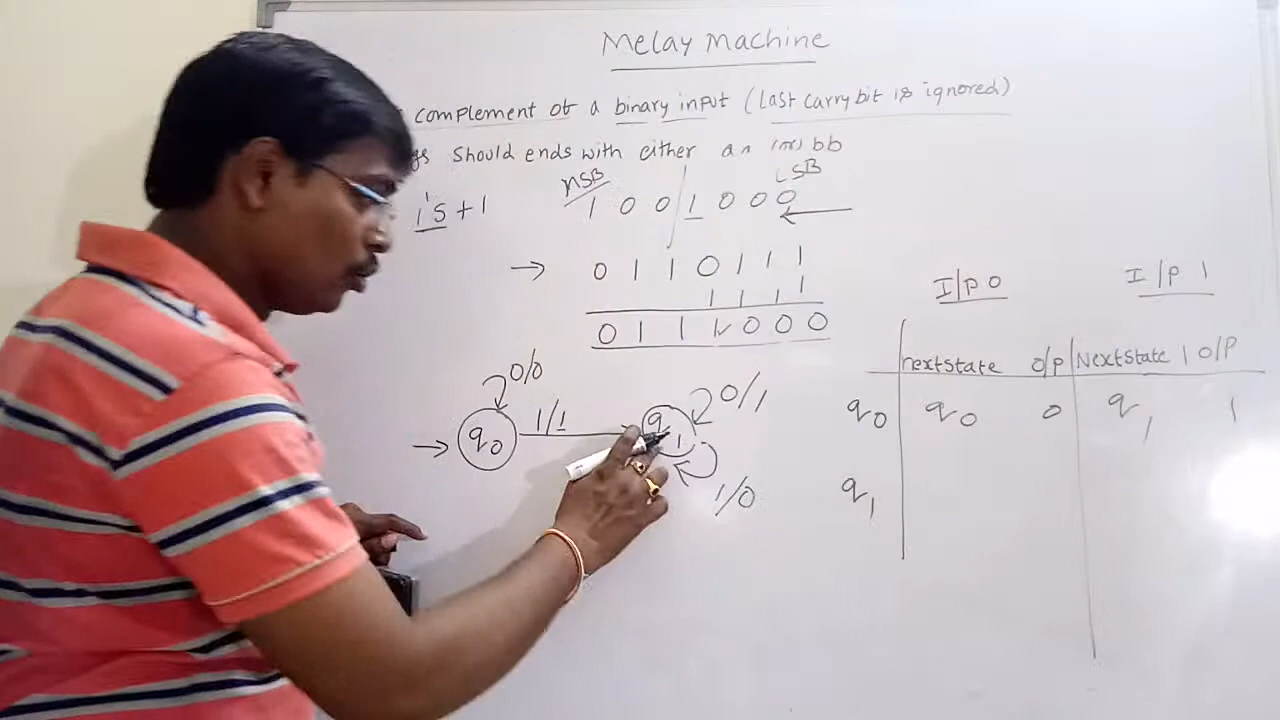 Melay Machine
complement of a binary input (last carry bit is ignored)
should ends with either aa (or) bb
MSB LSB
1's + 1
1 0 0 1 0 0 0
→ 0 1 1 0 1 1 1
1 1 1 1
0 1 1 1 0 0 0
I/P 0 I/P 1
nextstate O/P Nextstate O/P
q0 q0 0 q1 1
q1
0/0
1/1
0/1
→ q0 q1
1/0